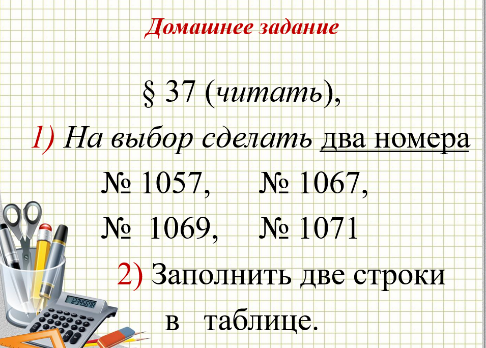 Домашнее задание
§ 37 (читать),
1) На выбор сделать два номера
№ 1057, № 1067,
№ 1069, № 1071
2) Заполнить две строки
в таблице.